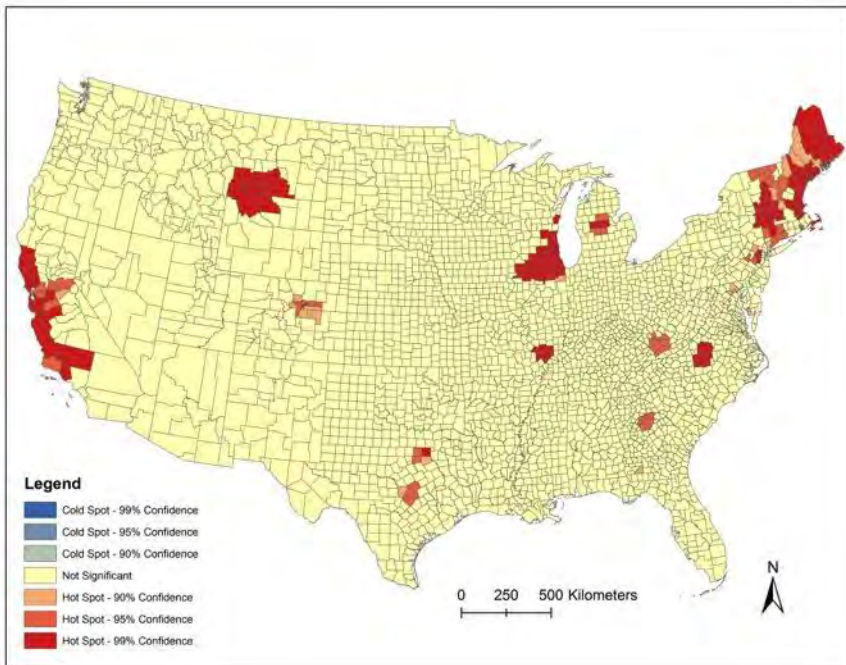 Legend
Cold Spot - 99% Confidence
Cold Spot - 95% Confidence
Cold Spot - 90% Confidence
Not Significant
Hot Spot - 90% Confidence
Hot Spot - 95% Confidence
Hot Spot - 99% Confidence
0 250 500 Kilometers
N